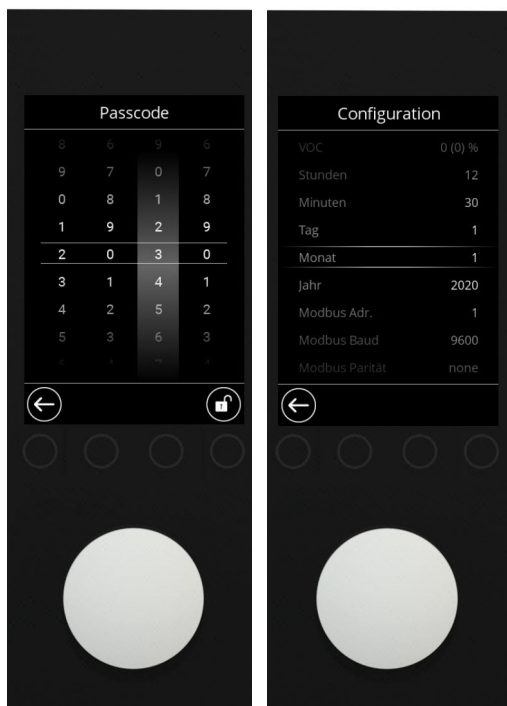 Passcode
8 6 9 6
9 7 0 7
0 8 1 8
1 9 2 9
2 0 3 0
3 1 4 1
4 2 5 2
5 3 6 3
Configuration
VOC 0 (0) %
Stunden 12
Minuten 30
Tag 1
Monat 1
Jahr 2020
Modbus Adr. 1
Modbus Baud 9600
Modbus Parität none